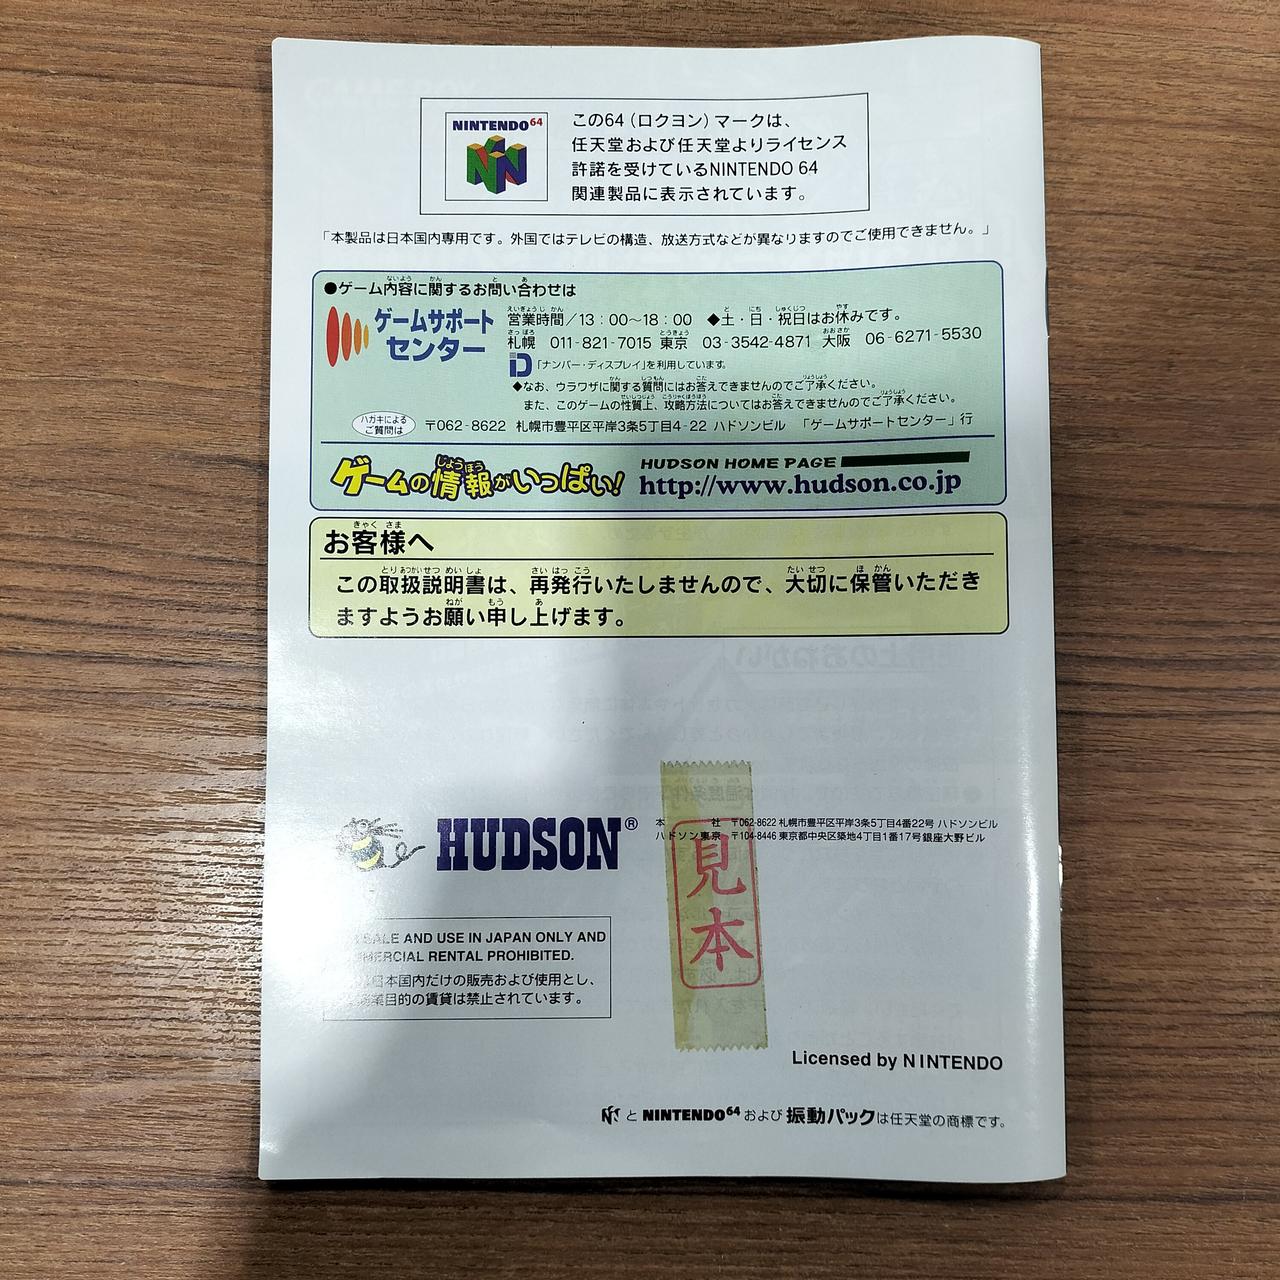 NINTENDO64
この64（ロクヨン）マークは、
任天堂および任天堂よりライセンス
許諾を受けているNINTENDO 64
関連製品に表示されています。
「本製品は日本国内専用です。外国ではテレビの構造、放送方式などが異なりますのでご使用できません。」
●ゲーム内容に関するお問い合わせは
ゲームサポート
センター
営業時間／13：00～18：00　◆土・日・祝日はお休みです。
札幌　011-821-7015　東京　03-3542-4871　大阪　06-6271-5530
D「ナンバー・ディスプレイ」を利用しています。
◆なお、ウラワザに関する質問にはお答えできませんのでご了承ください。
また、このゲームの性質上、攻略方法についてはお答えできませんのでご了承ください。
ハガキによる
ご質問は
〒062-8622　札幌市豊平区平岸3条5丁目4-22　ハドソンビル　「ゲームサポートセンター」行
ゲームの情報がいっぱい!
HUDSON HOME PAGE
http://www.hudson.co.jp
お客様へ
この取扱説明書は、再発行いたしませんので、大切に保管いただき
ますようお願い申し上げます。
HUDSON®
本社　〒062-8622 札幌市豊平区平岸3条5丁目4番22号 ハドソンビル
ハドソン東京　〒104-8446 東京都中央区築地4丁目1番17号銀座大野ビル
見本
SALE AND USE IN JAPAN ONLY AND
RENTAL PROHIBITED.
日本国内だけの販売および使用とし、
目的の賃貸は禁止されています。
Licensed by NINTENDO
と NINTENDO64 および 振動パックは任天堂の商標です。